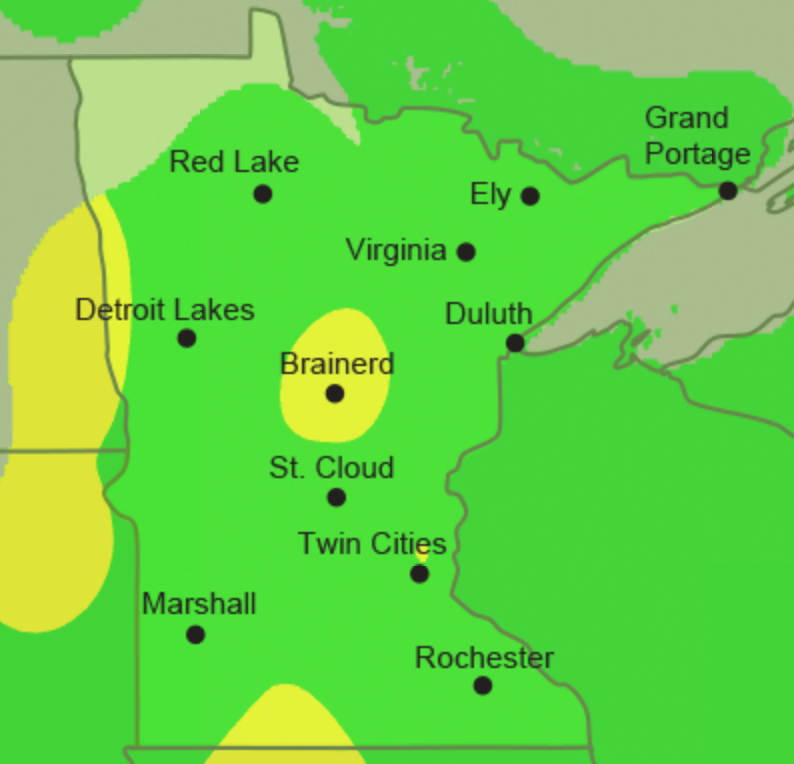 Grand
Portage
Red Lake
Ely
Virginia
Detroit Lakes
Duluth
Brainerd
St. Cloud
Twin Cities
Marshall
Rochester